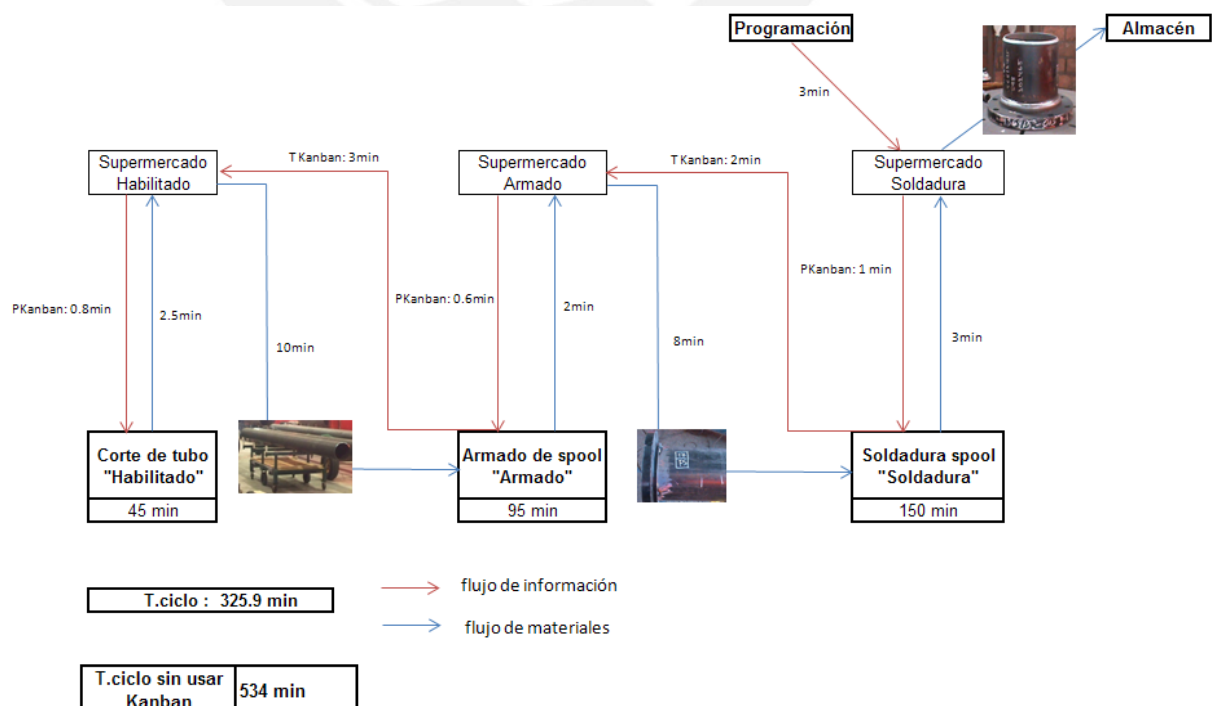 Programación
Almacén
3min
Supermercado
Habilitado
TKanban: 3min
Supermercado
Armado
TKanban: 2min
Supermercado
Soldadura
PKanban: 0.8min
2.5min
10min
PKanban: 0.6min
2min
8min
PKanban: 1 min
3min
Corte de tubo
"Habilitado"
45 min
Armado de spool
"Armado"
95 min
Soldadura spool
"Soldadura"
150 min
T.ciclo : 325.9 min
flujo de información
flujo de materiales
T.ciclo sin usar
Kanban
534 min